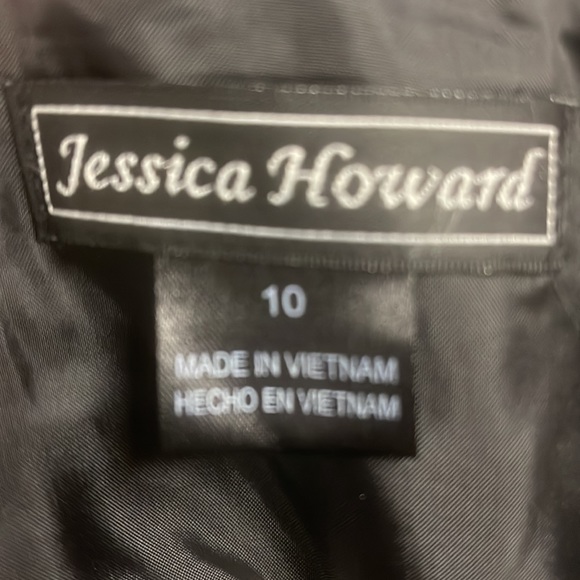 Jessica Howard
10
MADE IN VIETNAM
HECHO EN VIETNAM